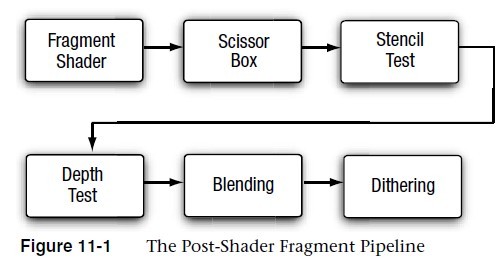 Fragment
Shader
Scissor
Box
Stencil
Test
Depth
Test
Blending
Dithering
Figure 11-1 The Post-Shader Fragment Pipeline